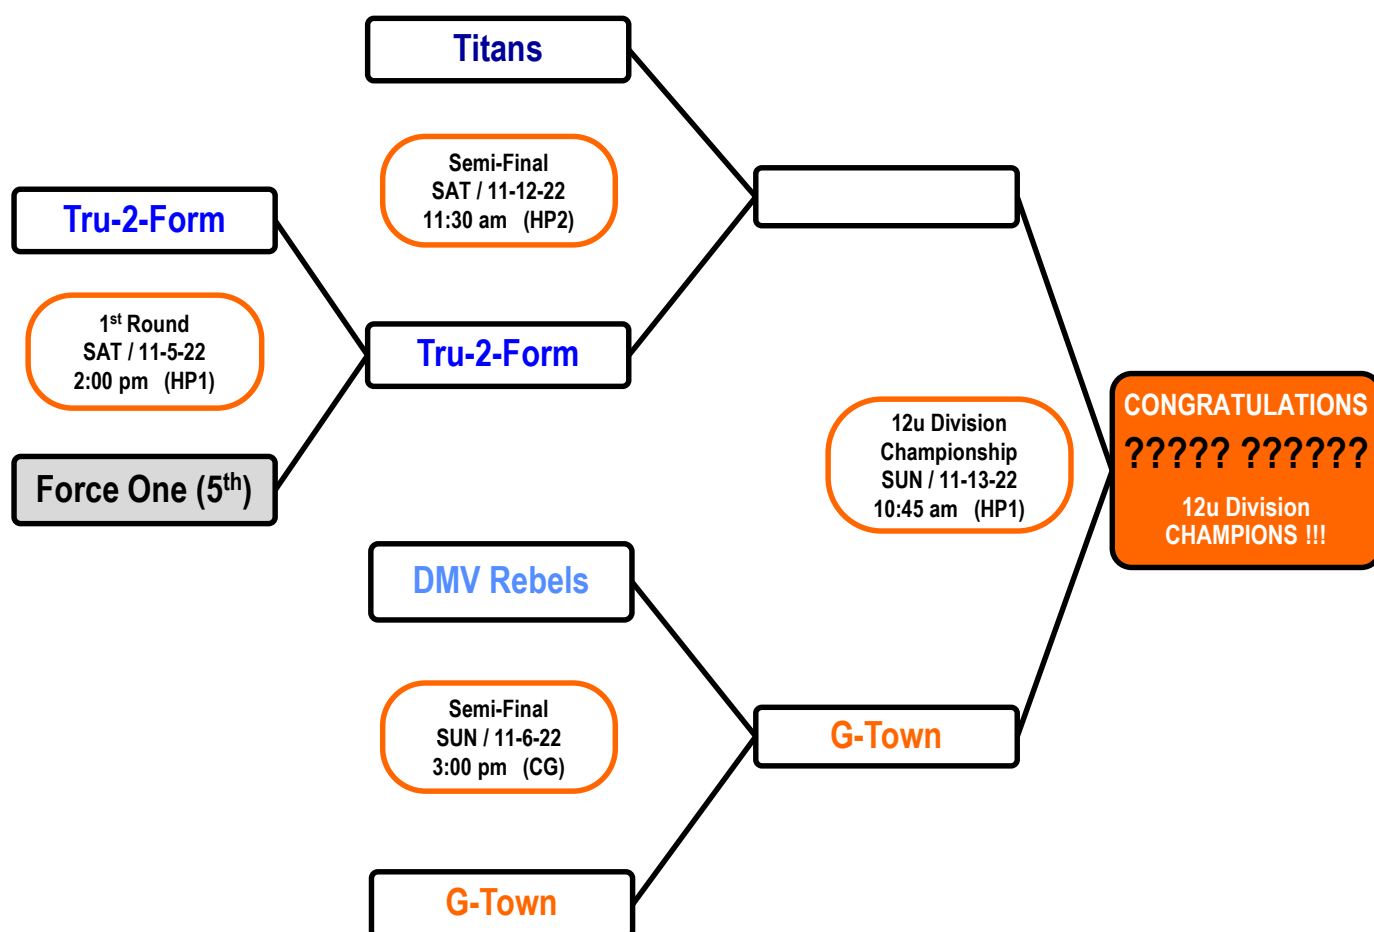 Titans
Semi-Final
SAT / 11-12-22
11:30 am (HP2)
Tru-2-Form
1st Round
SAT / 11-5-22
2:00 pm (HP1)
Tru-2-Form
Force One (5th)
12u Division
Championship
SUN / 11-13-22
10:45 am (HP1)
CONGRATULATIONS
????? ??????
12u Division
CHAMPIONS !!!
DMV Rebels
Semi-Final
SUN / 11-6-22
3:00 pm (CG)
G-Town
G-Town